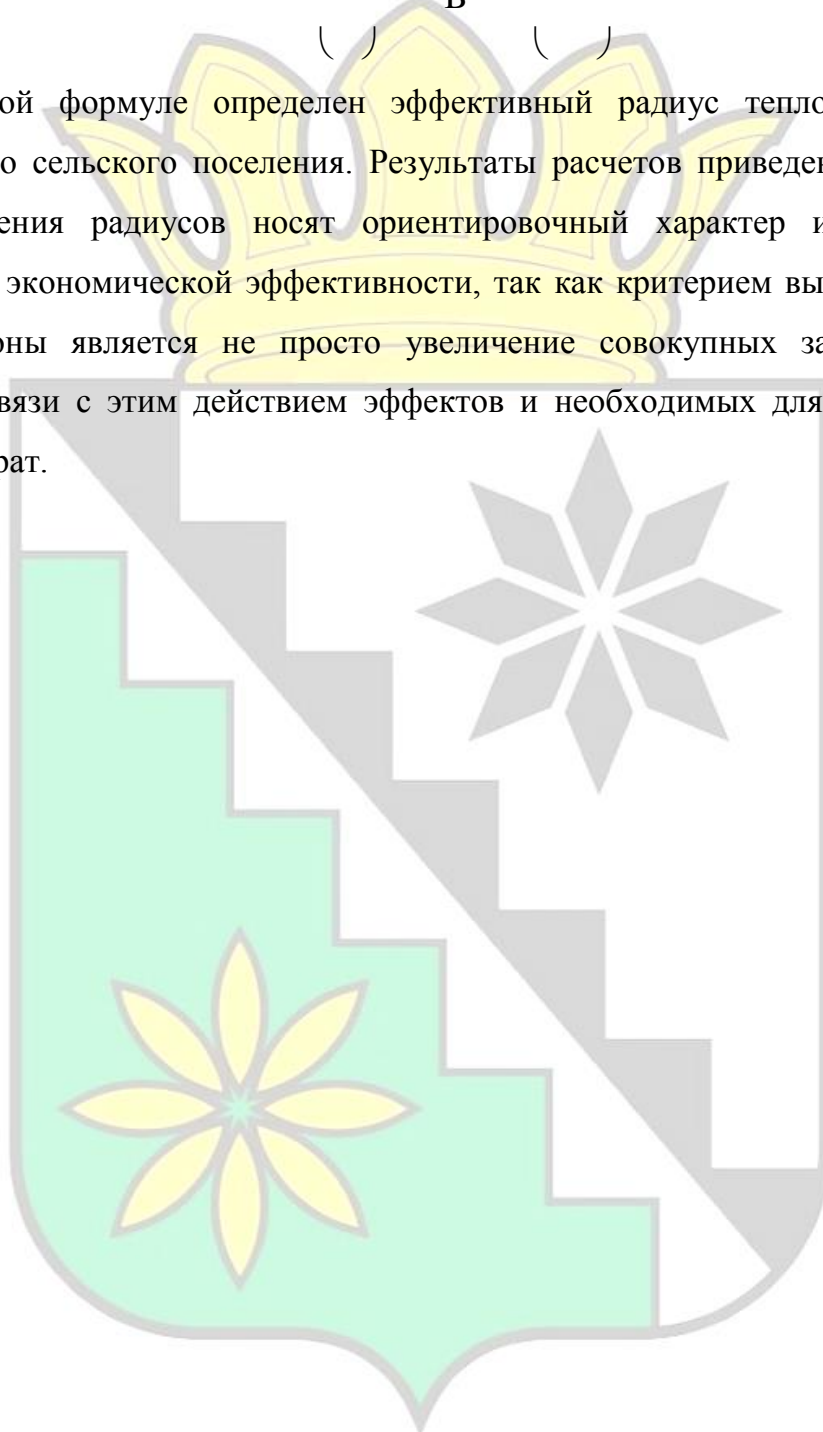 В
( ) ( )
ой формуле определен эффективный радиус тепло
о сельского поселения. Результаты расчетов приведен
ения радиусов носят ориентировочный характер и
экономической эффективности, так как критерием вы
оны является не просто увеличение совокупных за
вязи с этим действием эффектов и необходимых для
рат.